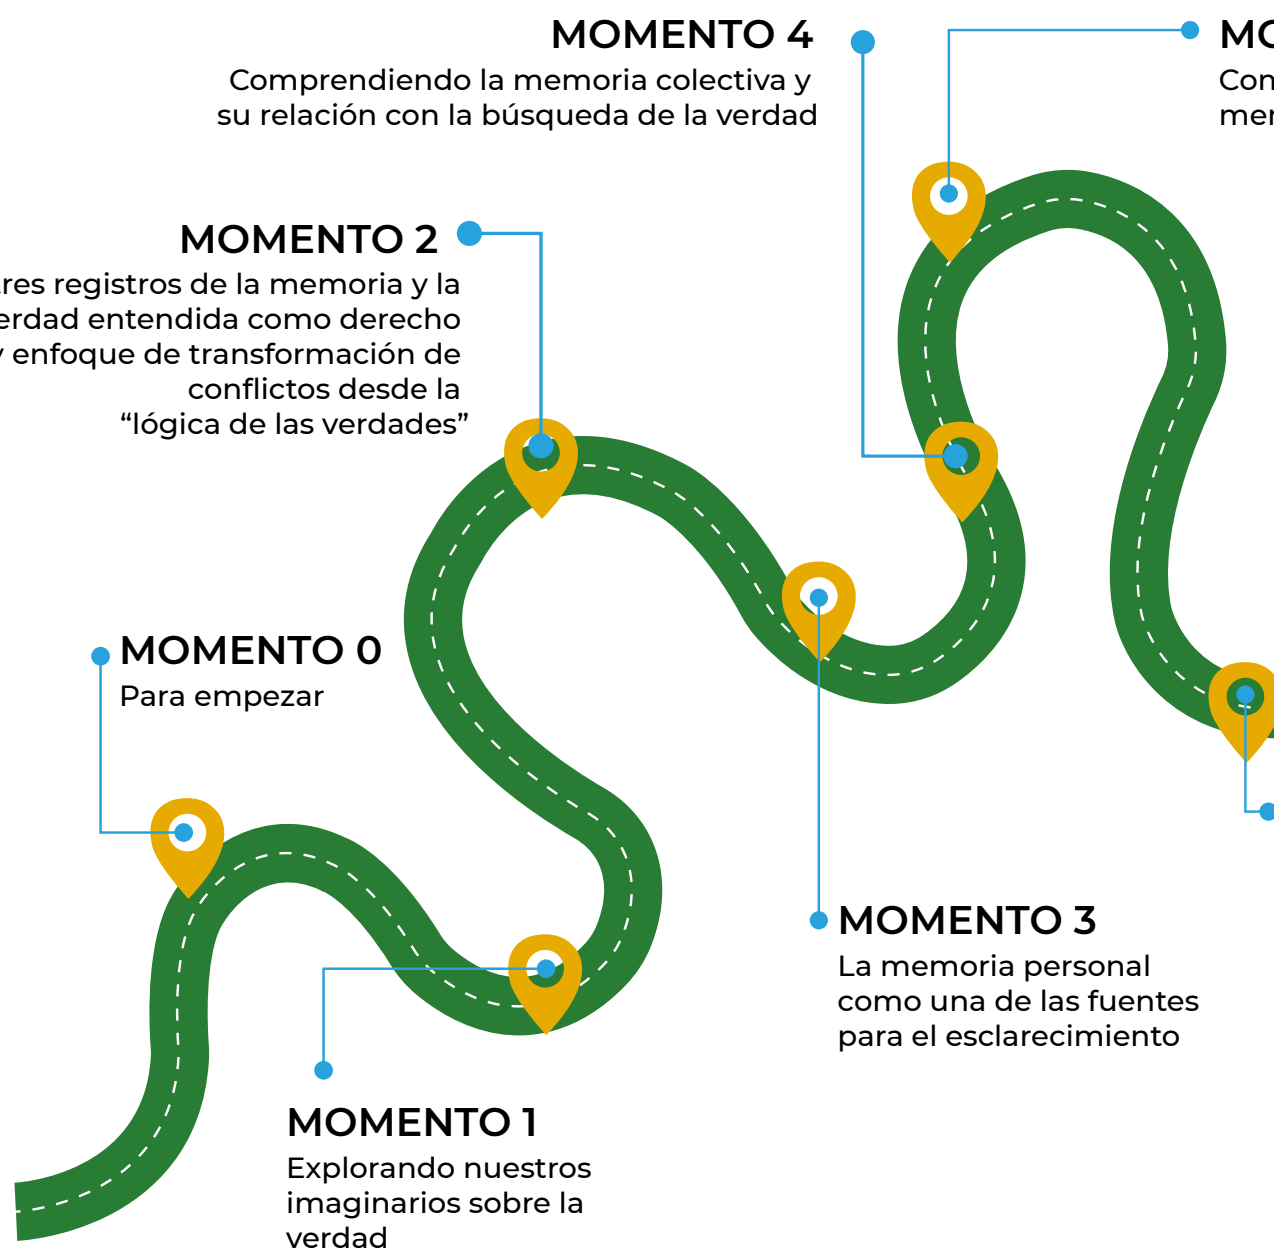 MOMENTO 4
Comprendiendo la memoria colectiva y
su relación con la búsqueda de la verdad
MOMENTO 2
tres registros de la memoria y la
verdad entendida como derecho
y enfoque de transformación de
conflictos desde la
“lógica de las verdades”
MOMENTO 0
Para empezar
MOMENTO 3
La memoria personal
como una de las fuentes
para el esclarecimiento
MOMENTO 1
Explorando nuestros
imaginarios sobre la
verdad